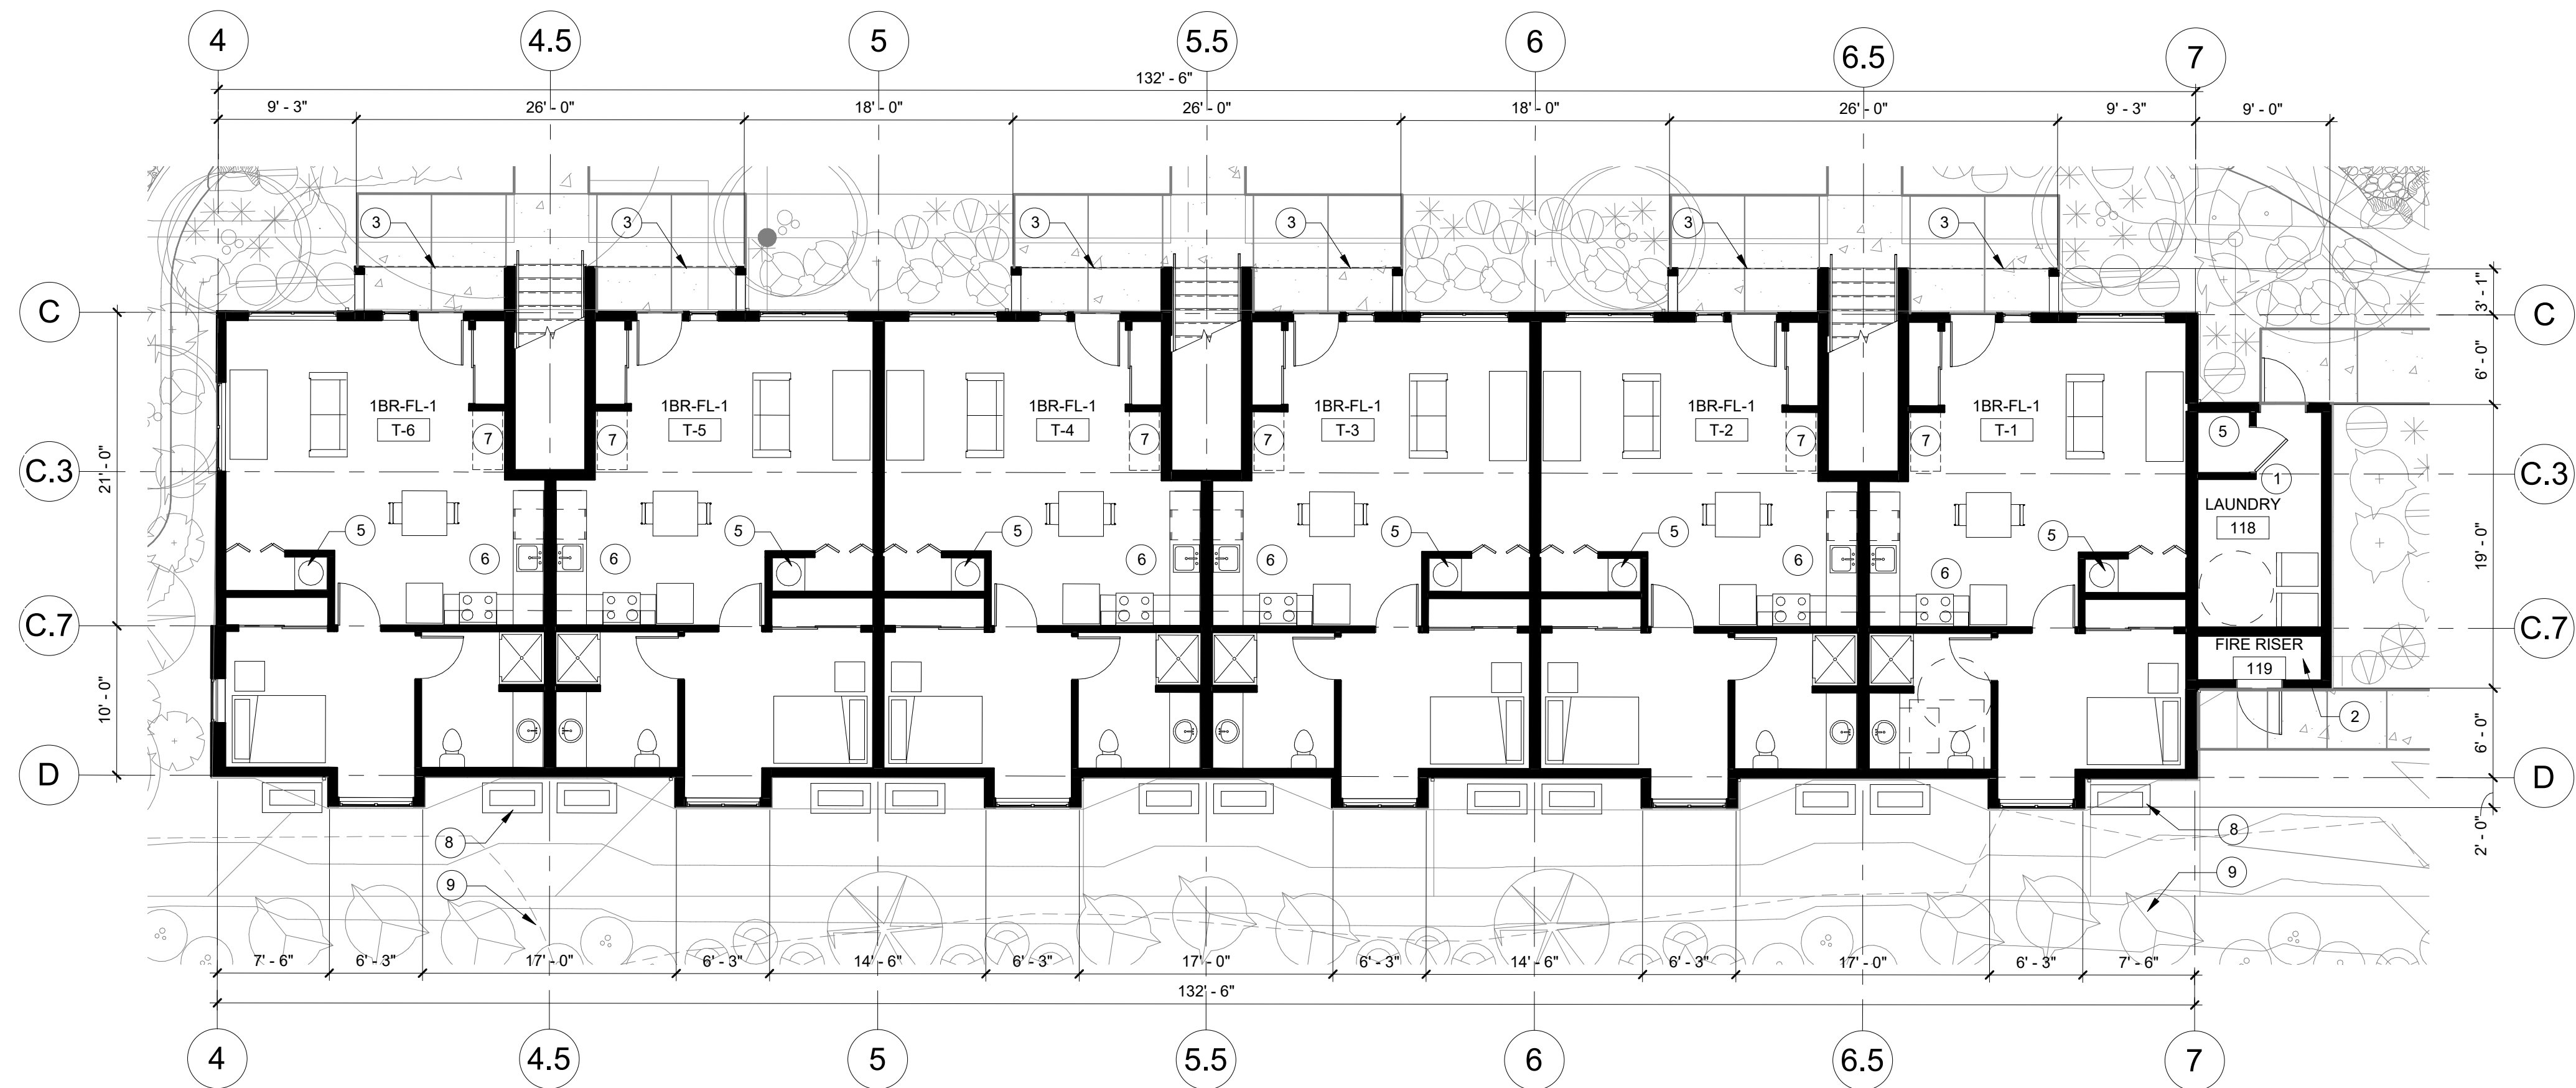 4 4.5 5 5.5 6 6.5 7
132' - 6"
9' - 3" 26' - 0" 18' - 0" 26' - 0" 18' - 0" 26' - 0" 9' - 3" 9' - 0"
3 3 3 3 3 3
C C
3' - 1"
6' - 0"
1BR-FL-1 1BR-FL-1 1BR-FL-1 1BR-FL-1 1BR-FL-1 1BR-FL-1
T-6 T-5 T-4 T-3 T-2 T-1
7 7 7 7 7 7 5
C.3 21' - 0" 1 C.3
LAUNDRY
118
5 5 5 5 5 5
6 6 6 6 6 6
19' - 0"
C.7 C.7
FIRE RISER
119
10' - 0" 2 6' - 0"
D D
2' - 0"
8 8
9 9
7' - 6" 6' - 3" 17' - 0" 6' - 3" 14' - 6" 6' - 3" 17' - 0" 6' - 3" 14' - 6" 6' - 3" 17' - 0" 6' - 3" 7' - 6"
132' - 6"
4 4.5 5 5.5 6 6.5 7